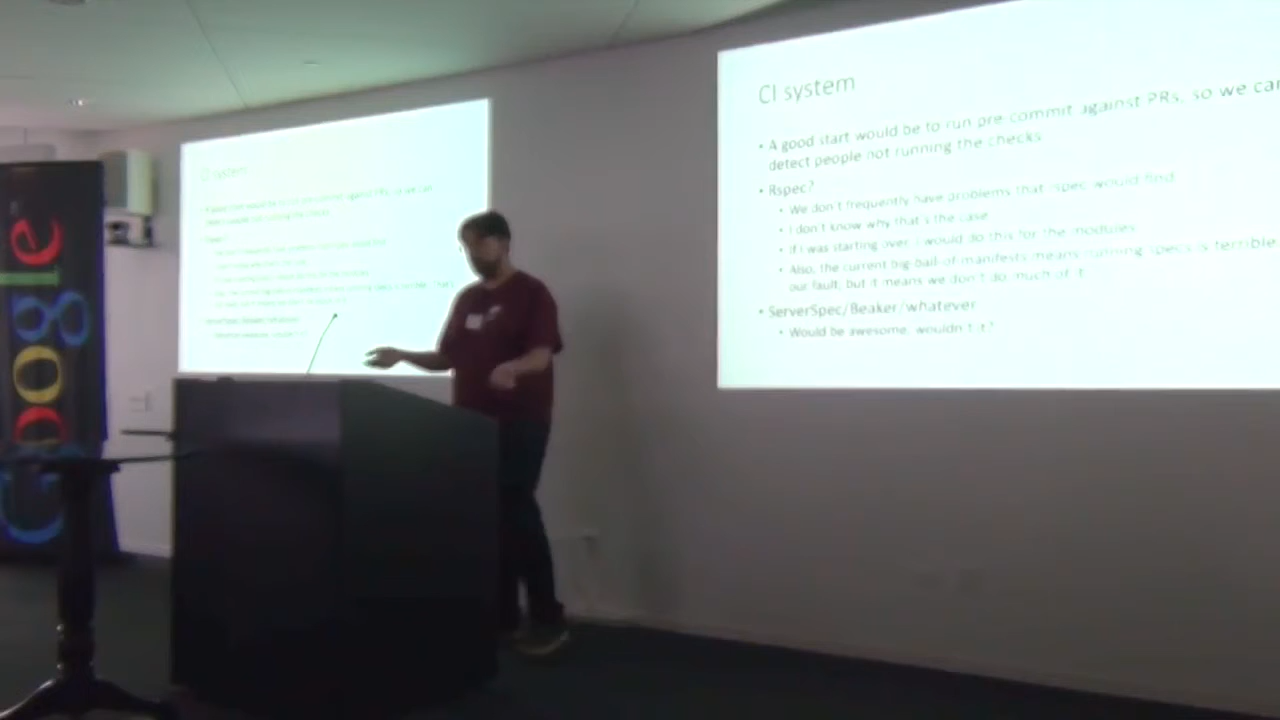 Google
CI system
• A good start would be to run pre-commit against PRs, so we can
detect people not running the checks
• Rspec?
• We don't frequently have problems that rspec would find
• I don't know why that's the case
• If I was starting over, I would do this for the modules
• Also, the current big ball of manifests means running specs is terrible
our fault, but it means we don't do much of it
• ServerSpec/Beaker/whatever
• Would be awesome, wouldn't it?
CI system